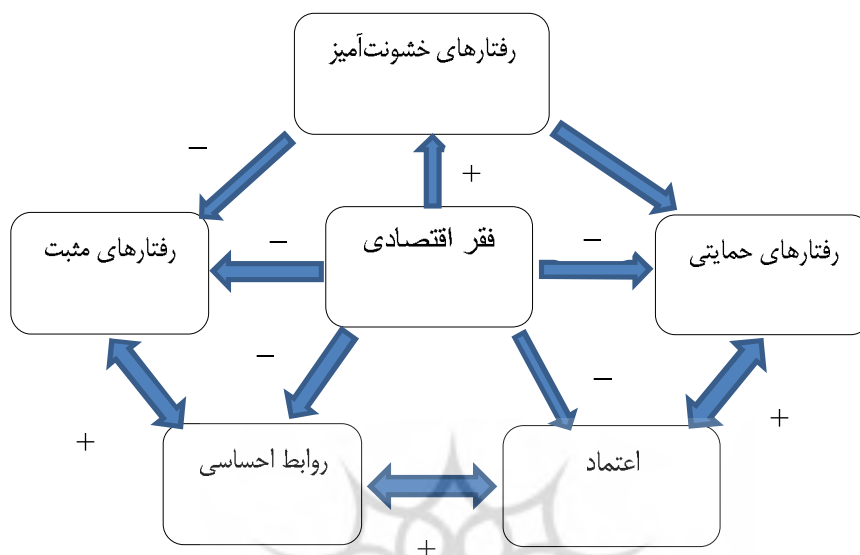 رفتارهای خشونت‌آمیز
–
+
رفتارهای مثبت
–
فقر اقتصادی
–
رفتارهای حمایتی
–
–
+
+
روابط احساسی
اعتماد
+